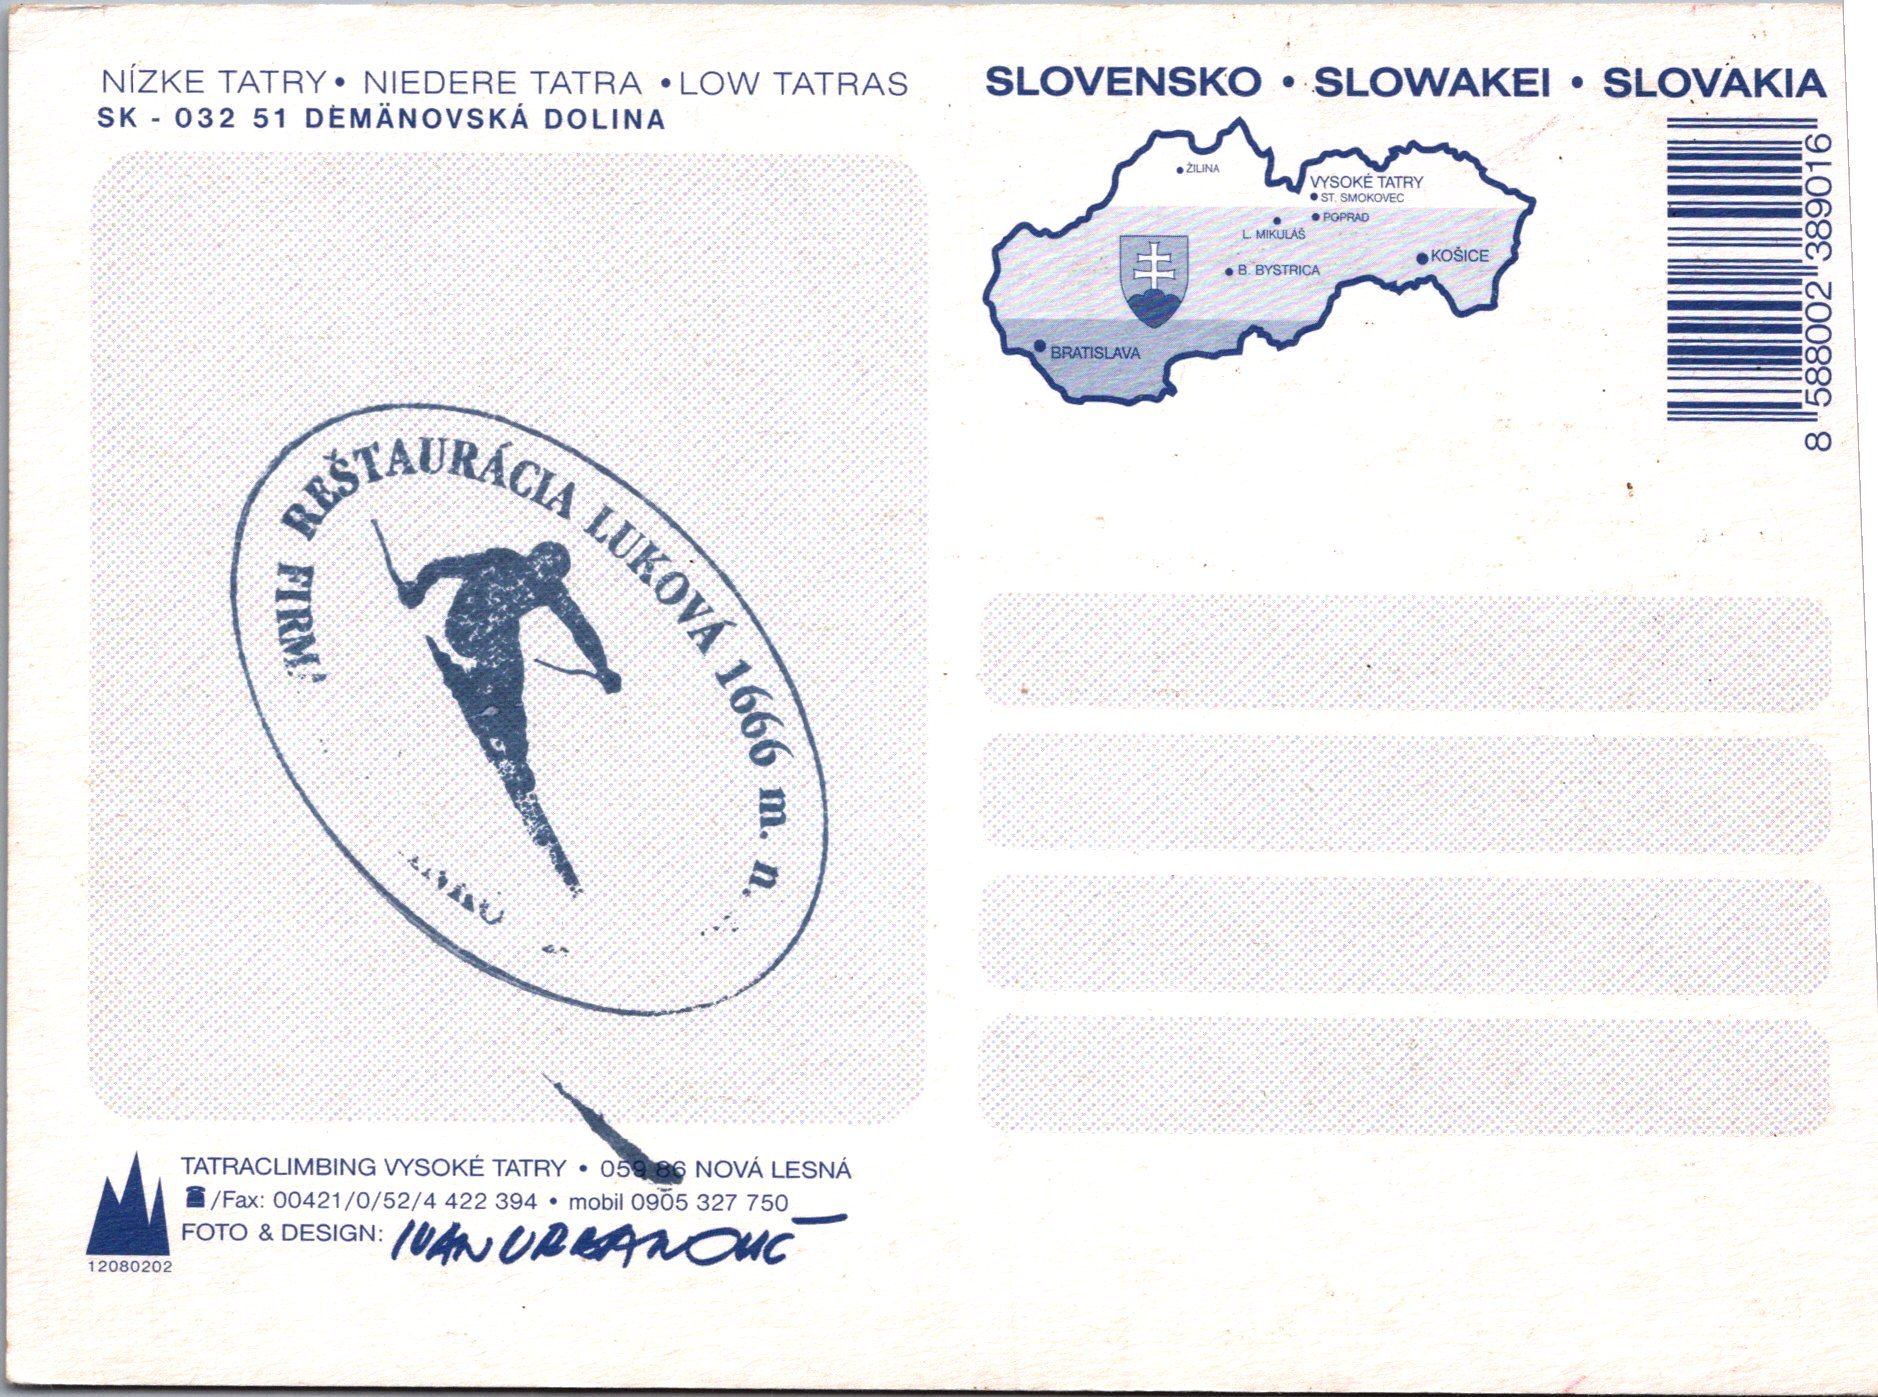 NÍZKE TATRY • NIEDERE TATRA • LOW TATRAS
SK - 032 51 DEMÄNOVSKÁ DOLINA
REŠTAURÁCIA LUKOVÁ 1666 m. n.
TATRACLIMBING VYSOKÉ TATRY • 059 86 NOVÁ LESNÁ
☎/Fax: 00421/0/52/4 422 394 • mobil 0905 327 750
FOTO & DESIGN: IVAN URBANOVIČ
12080202
SLOVENSKO • SLOWAKEI • SLOVAKIA
ŽILINA
VYSOKÉ TATRY
ST. SMOKOVEC
POPRAD
L. MIKULÁŠ
KOŠICE
B. BYSTRICA
BRATISLAVA
8 588002 389016